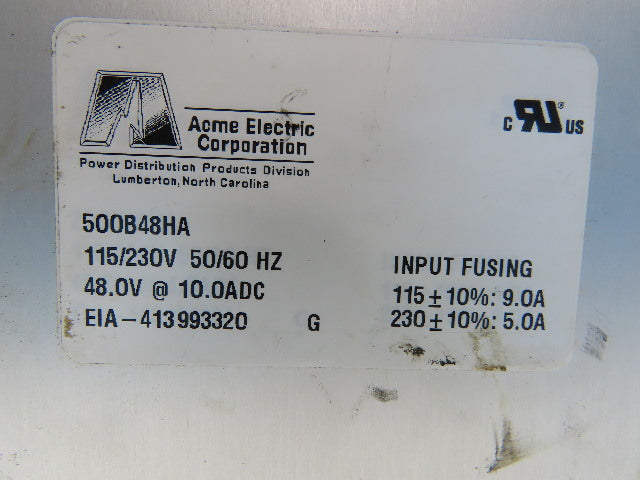 Acme Electric
Corporation
Power Distribution Products Division
Lumberton, North Carolina
C RU® US
500B48HA
115/230V 50/60 HZ
48.0V @ 10.0ADC
EIA-413993320 G
INPUT FUSING
115 ± 10%: 9.0A
230 ± 10%: 5.0A